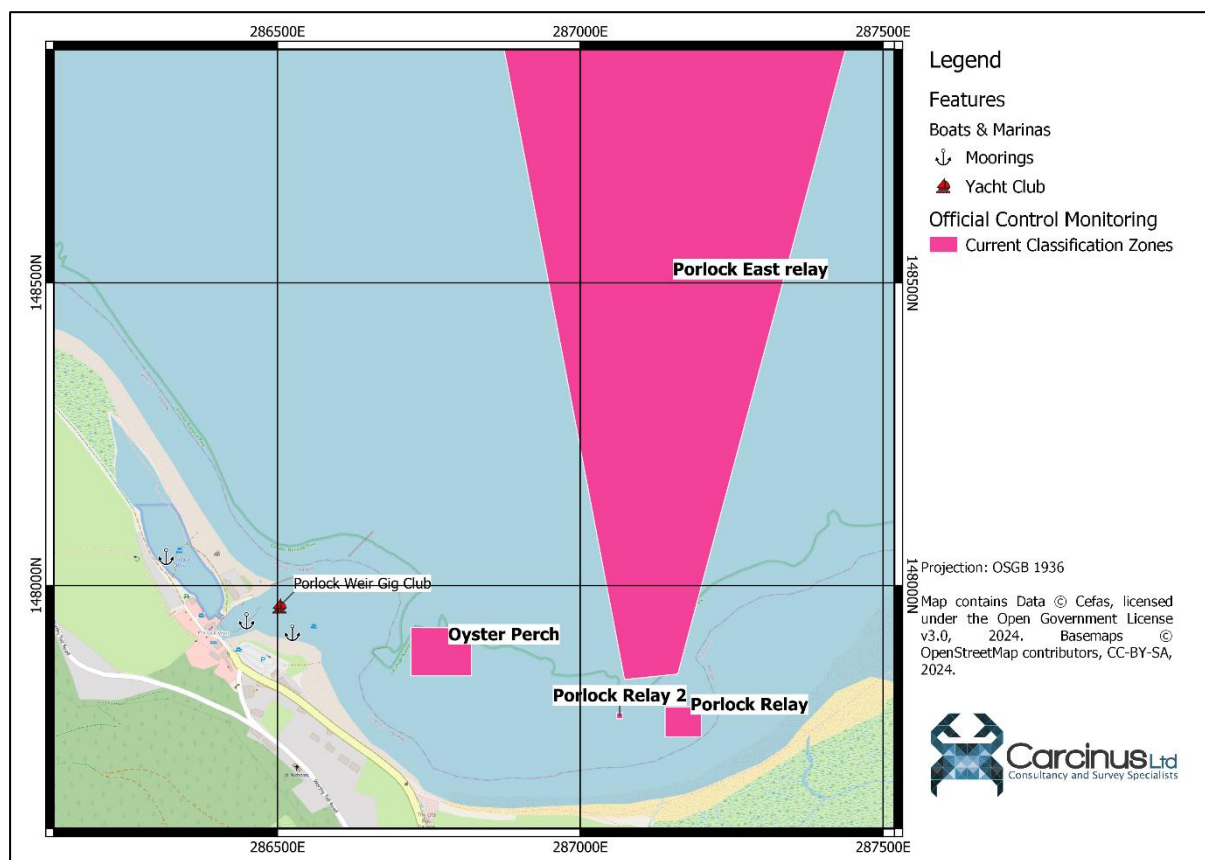 286500E
287000E
287500E
Legend
Features
Boats & Marinas
Moorings
Yacht Club
Official Control Monitoring
Current Classification Zones
Porlock East relay
148500N
148500N
148000N
148000N
Porlock Weir Gig Club
Oyster Perch
Porlock Relay 2
Porlock Relay
Projection: OSGB 1936
Map contains Data © Cefas, licensed
under the Open Government License
v3.0, 2024. Basemaps ©
OpenStreetMap contributors, CC-BY-SA,
2024.
Carcinus Ltd
Consultancy and Survey Specialists
286500E
287000E
287500E